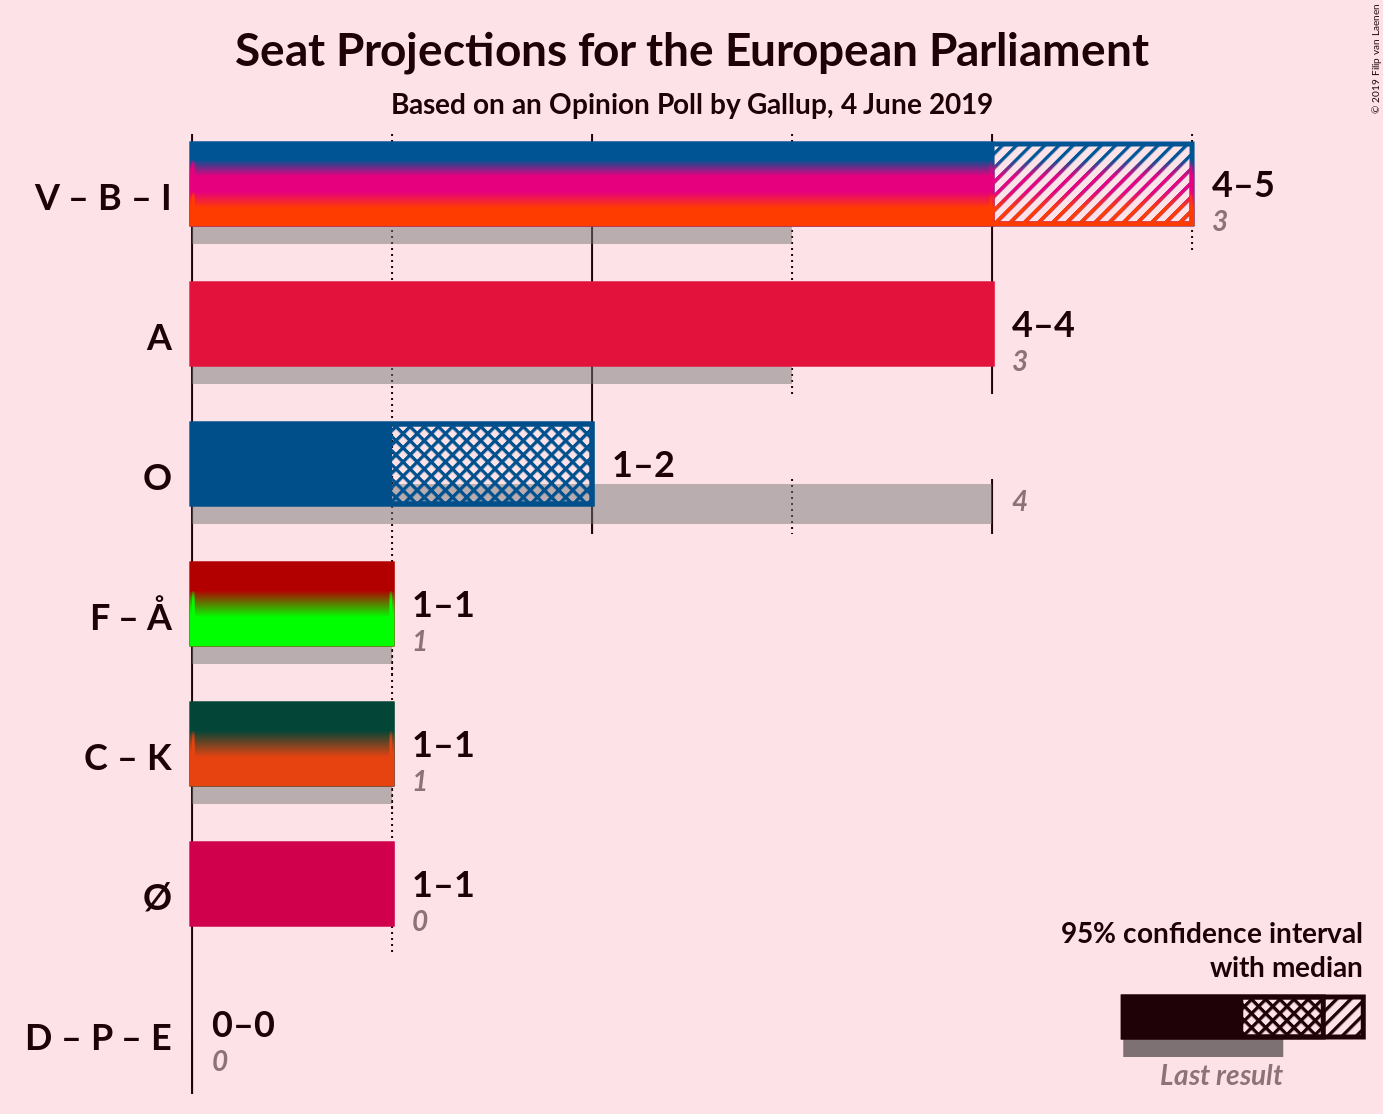 Seat Projections for the European Parliament
Based on an Opinion Poll by Gallup, 4 June 2019
© 2019 Filip van Laenen
V – B – I
4–5
3
A
4–4
3
O
1–2
4
F – Å
1–1
1
C – K
1–1
1
Ø
1–1
0
D – P – E
0–0
0
95% confidence interval
with median
Last result